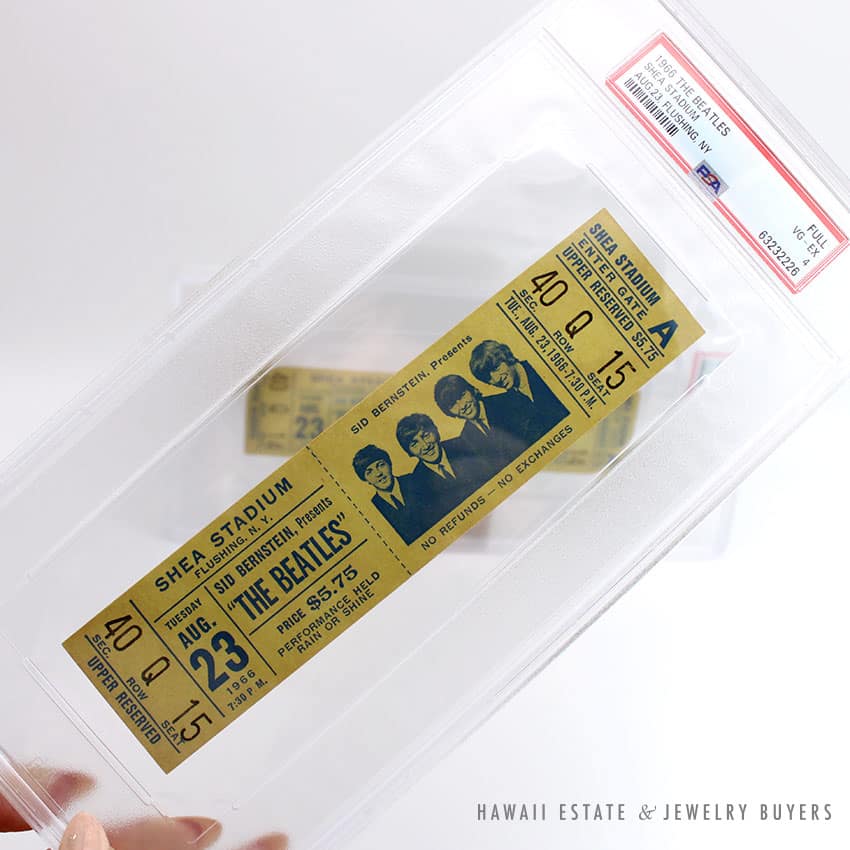 1966 THE BEATLES
SHEA STADIUM
AUG 23, FLUSHING, NY
PSA
FULL
VG-EX 4
63232226
SHEA STADIUM
ENTER GATE A
UPPER RESERVED $5.75
40 Q 15
SEC. ROW SEAT
TUE. AUG. 23, 1966-7:30 P.M.
SID BERNSTEIN, Presents
NO REFUNDS — NO EXCHANGES
SHEA STADIUM
FLUSHING, N. Y.
SID BERNSTEIN, Presents
"THE BEATLES"
PRICE $5.75
PERFORMANCE HELD
RAIN OR SHINE
TUESDAY
AUG.
23
1966
7:30 P. M.
40 Q 15
SEC. ROW SEAT
UPPER RESERVED
23
HAWAII ESTATE & JEWELRY BUYERS